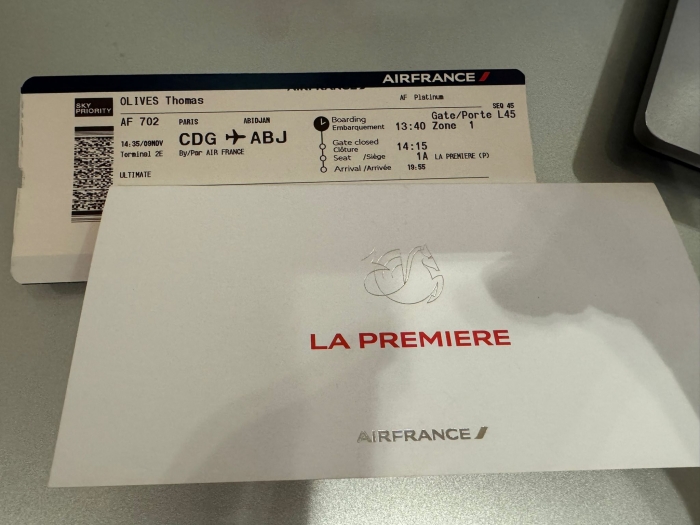 AIRFRANCE
AIRFRANCE
SKY
PRIORITY
OLIVES Thomas
AF Platinum
SEQ 45
AF 702
PARIS
ABIDJAN
Boarding
Embarquement 13:40
Gate/Porte L45
Zone 1
14:35/09NOV
CDG ABJ
Terminal 2E
By/Par AIR FRANCE
Gate closed
Clôture 14:15
Seat /Siège 1A LA PREMIERE (P)
Arrival /Arrivée 19:55
ULTIMATE
LA PREMIERE
AIRFRANCE